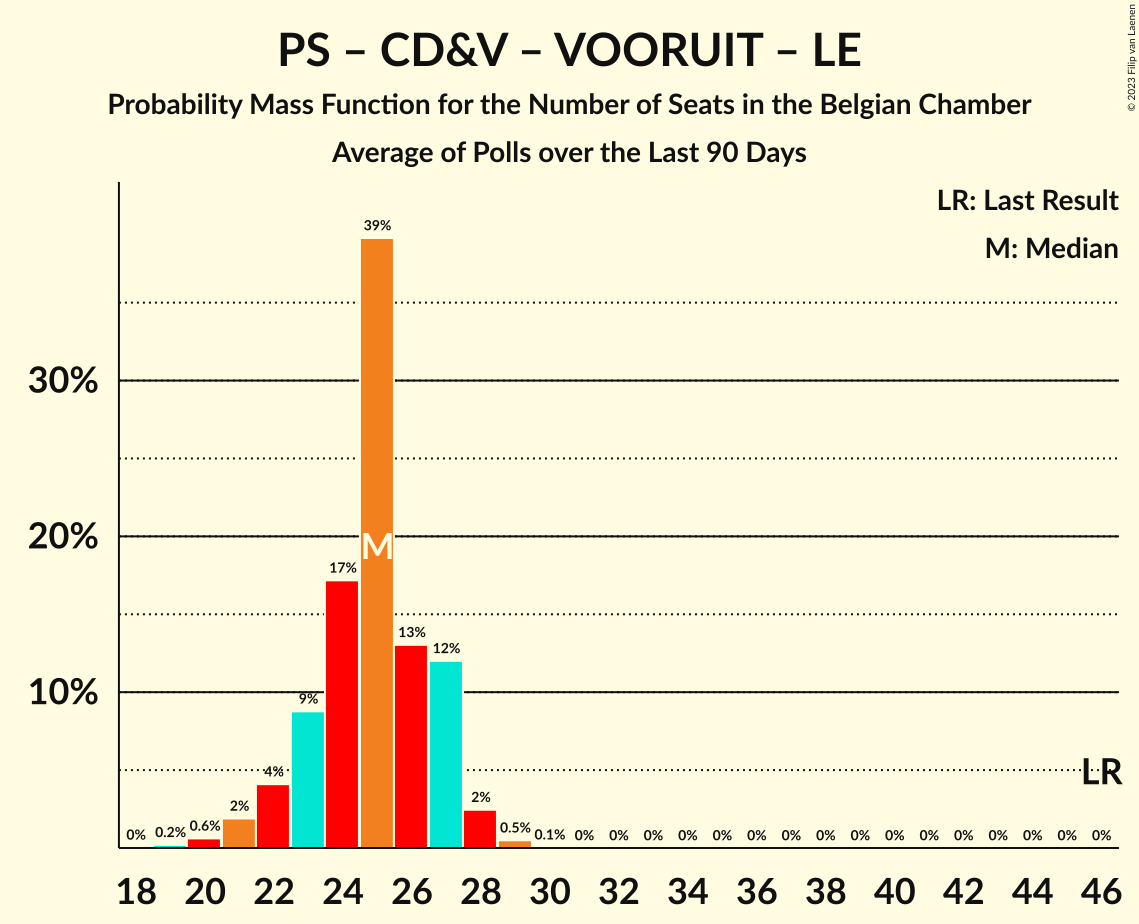 PS – CD&V – VOORUIT – LE
Probability Mass Function for the Number of Seats in the Belgian Chamber
Average of Polls over the Last 90 Days
© 2023 Filip van Laenen
LR: Last Result
M: Median
30%
20%
10%
0% 0.2% 0.6% 2% 4% 9% 17% 39% 13% 12% 2% 0.5% 0.1% 0% 0% 0% 0% 0% 0% 0% 0% 0% 0% 0% 0% 0% 0% 0% 0%
M
LR
18 20 22 24 26 28 30 32 34 36 38 40 42 44 46